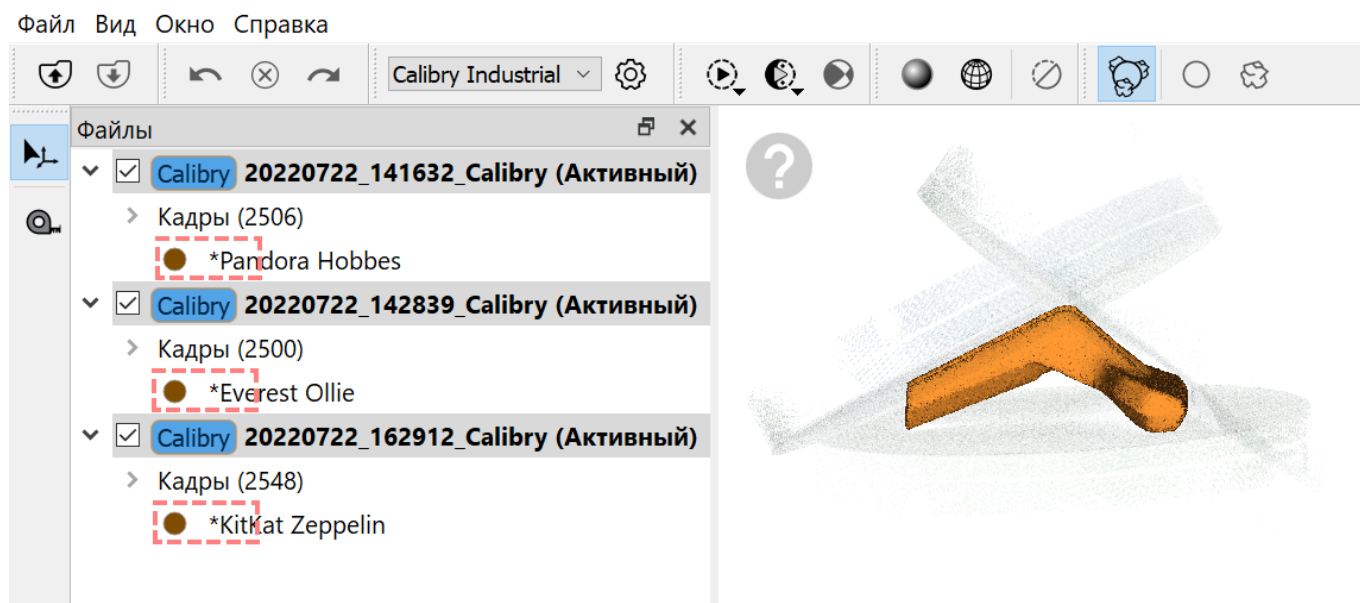 Файл Вид Окно Справка
Calibry Industrial
Файлы
Calibry 20220722_141632_Calibry (Активный)
Кадры (2506)
*Pandora Hobbes
Calibry 20220722_142839_Calibry (Активный)
Кадры (2500)
*Everest Ollie
Calibry 20220722_162912_Calibry (Активный)
Кадры (2548)
*KitKat Zeppelin
?